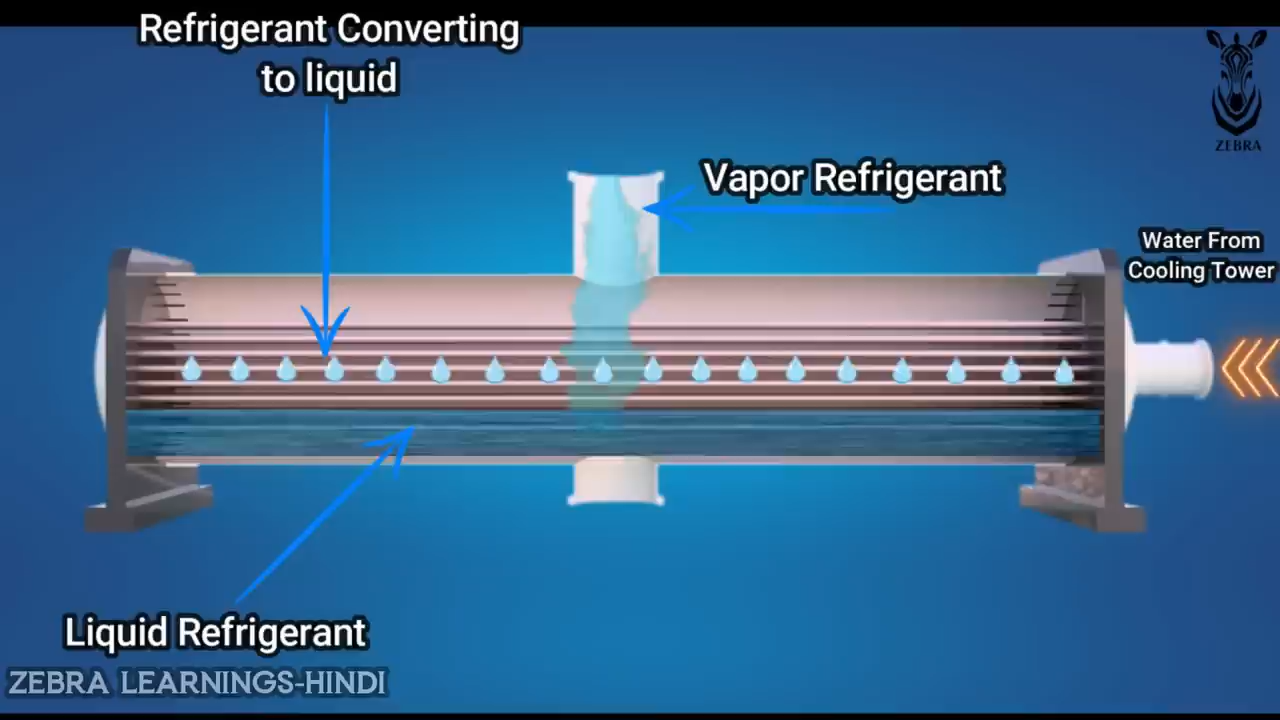 Refrigerant Converting
to liquid
ZEBRA
Vapor Refrigerant
Water From
Cooling Tower
Liquid Refrigerant
ZEBRA LEARNINGS-HINDI